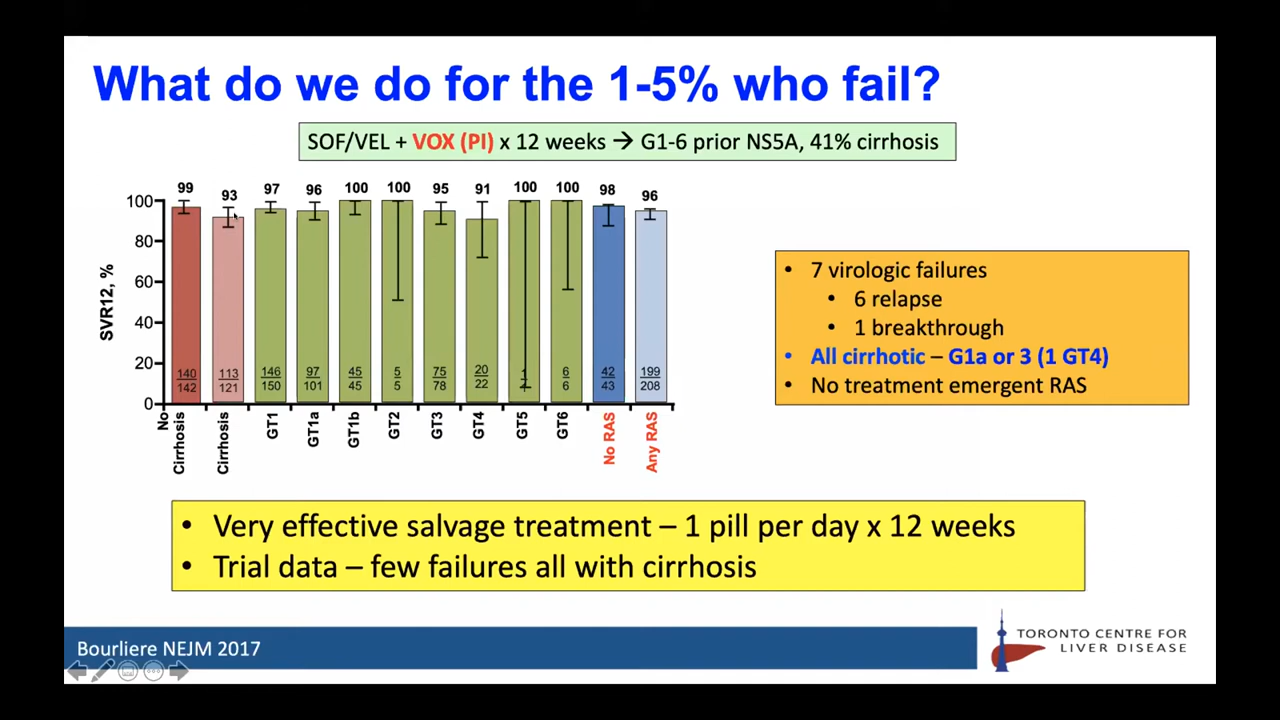 What do we do for the 1-5% who fail?
SOF/VEL + VOX (PI) x 12 weeks → G1-6 prior NS5A, 41% cirrhosis
99 93 97 96 100 100 95 91 100 100 98 96
SVR12, %
100
80
60
40
20
0
140 113 146 97 45 5 75 20 1 6 42 199
142 121 150 101 45 5 78 22 6 43 208
No Cirrhosis
Cirrhosis
GT1
GT1a
GT1b
GT2
GT3
GT4
GT5
GT6
No RAS
Any RAS
• 7 virologic failures
• 6 relapse
• 1 breakthrough
• All cirrhotic – G1a or 3 (1 GT4)
• No treatment emergent RAS
• Very effective salvage treatment – 1 pill per day x 12 weeks
• Trial data – few failures all with cirrhosis
Bourliere NEJM 2017
TORONTO CENTRE FOR
LIVER DISEASE